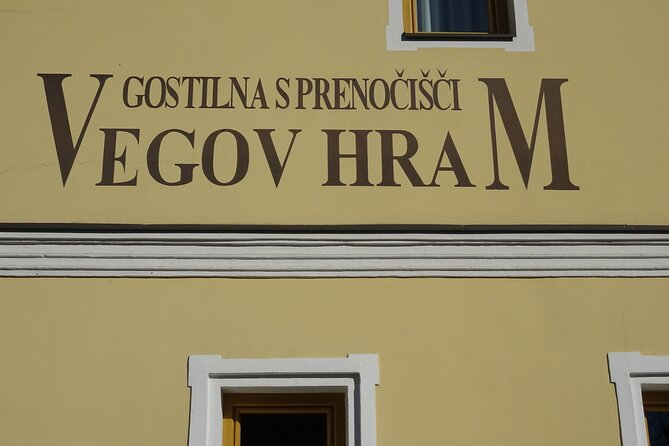 GOSTILNA S PRENOČIŠČI
VEGOV HRAM